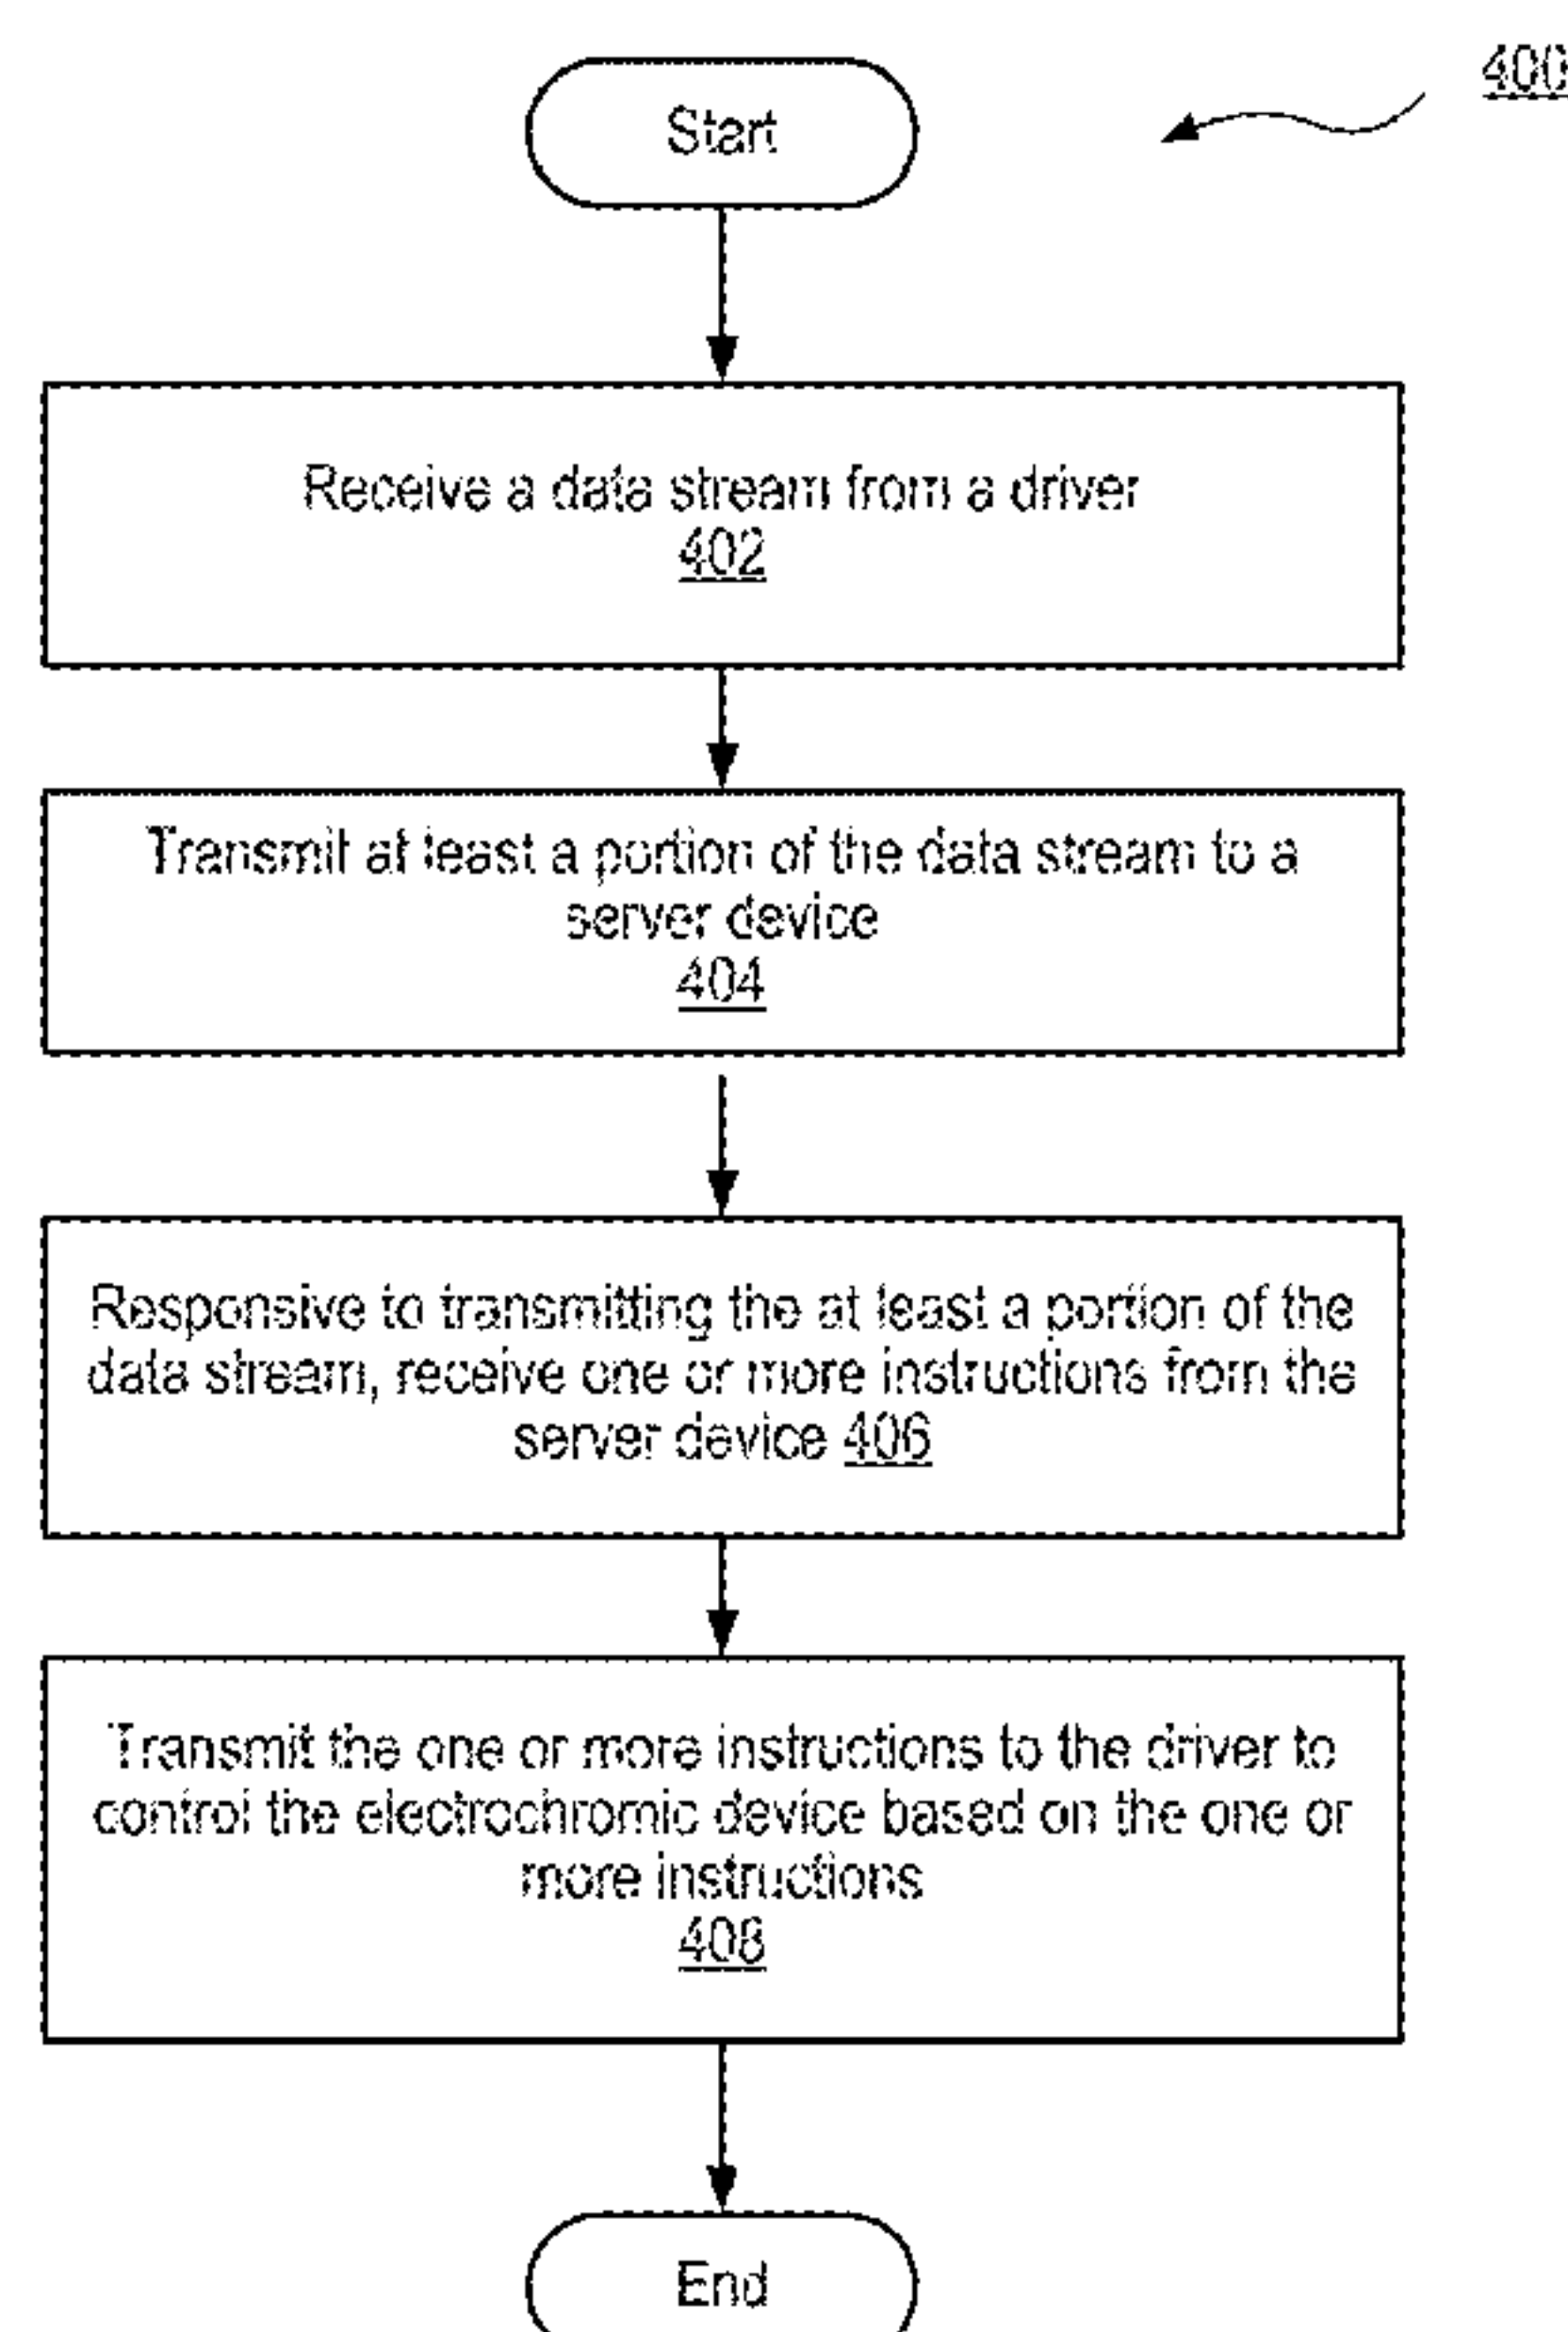 400
Start
Receive a data stream from a driver
402
Transmit at least a portion of the data stream to a
server device
404
Responsive to transmitting the at least a portion of the
data stream, receive one or more instructions from the
server device 406
Transmit the one or more instructions to the driver to
control the electrochromic device based on the one or
more instructions
408
End